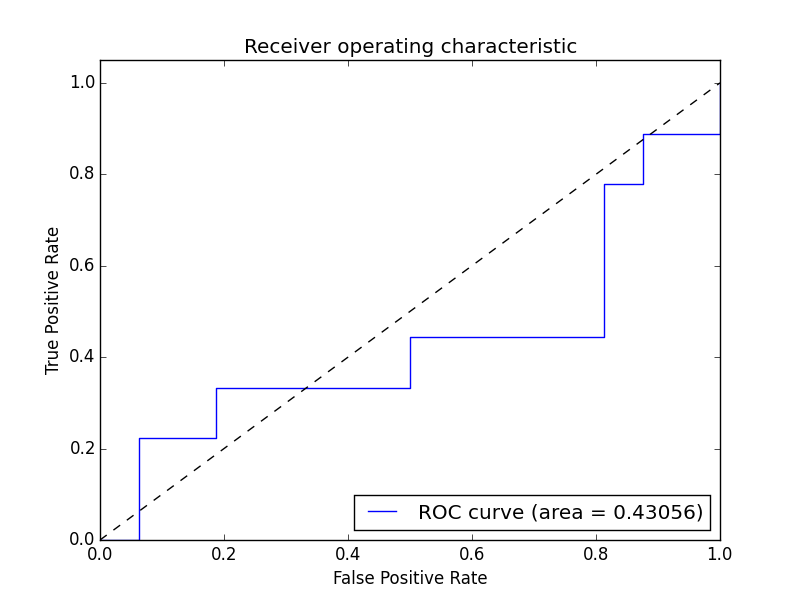 Receiver operating characteristic
True Positive Rate
1.0
0.8
0.6
0.4
0.2
0.0
ROC curve (area = 0.43056)
0.0 0.2 0.4 0.6 0.8 1.0
False Positive Rate